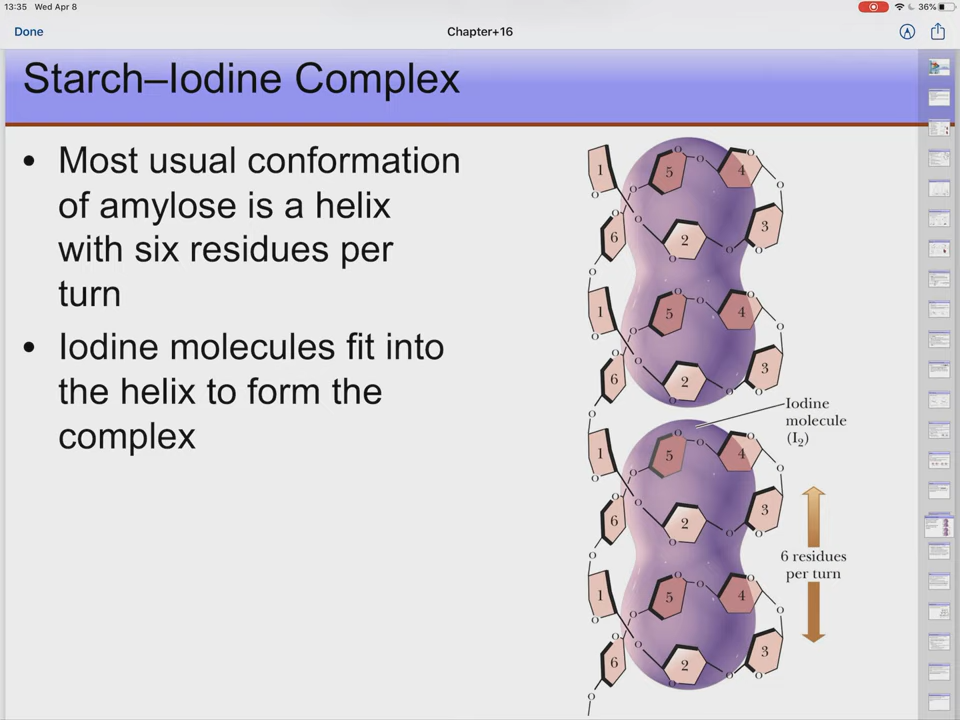 13:35 Wed Apr 8
36%
Done
Chapter+16
Starch–Iodine Complex
• Most usual conformation
of amylose is a helix
with six residues per
turn
• Iodine molecules fit into
the helix to form the
complex
1
O
5
O
O
4
O
O
O
O
6
O
2
O
O
3
O
O
1
O
5
O
O
4
O
O
O
O
6
O
2
O
O
3
O
O
Iodine
molecule
(I₂)
1
O
5
O
O
4
O
O
O
O
6
O
2
O
O
3
O
O
6 residues
per turn
1
O
5
O
O
4
O
O
O
O
6
O
2
O
O
3
O
O